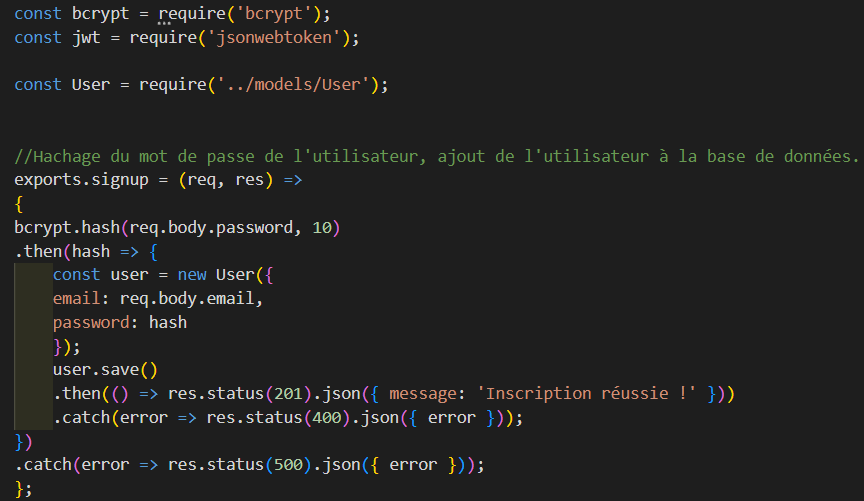 const bcrypt = require('bcrypt');
const jwt = require('jsonwebtoken');
const User = require('../models/User');
//Hachage du mot de passe de l'utilisateur, ajout de l'utilisateur à la base de données.
exports.signup = (req, res) =>
{
bcrypt.hash(req.body.password, 10)
.then(hash => {
const user = new User({
email: req.body.email,
password: hash
});
user.save()
.then(() => res.status(201).json({ message: 'Inscription réussie !' }))
.catch(error => res.status(400).json({ error }));
})
.catch(error => res.status(500).json({ error }));
};